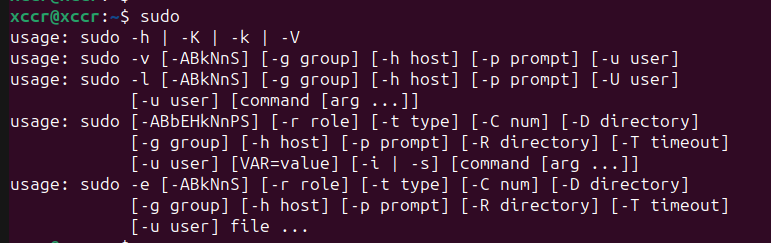 xccr@xccr:~$ sudo
usage: sudo -h | -K | -k | -V
usage: sudo -v [-ABkNnS] [-g group] [-h host] [-p prompt] [-u user]
usage: sudo -l [-ABkNnS] [-g group] [-h host] [-p prompt] [-U user]
            [-u user] [command [arg ...]]
usage: sudo [-ABbEHkNnPS] [-r role] [-t type] [-C num] [-D directory]
            [-g group] [-h host] [-p prompt] [-R directory] [-T timeout]
            [-u user] [VAR=value] [-i | -s] [command [arg ...]]
usage: sudo -e [-ABkNnS] [-r role] [-t type] [-C num] [-D directory]
            [-g group] [-h host] [-p prompt] [-R directory] [-T timeout]
            [-u user] file ...